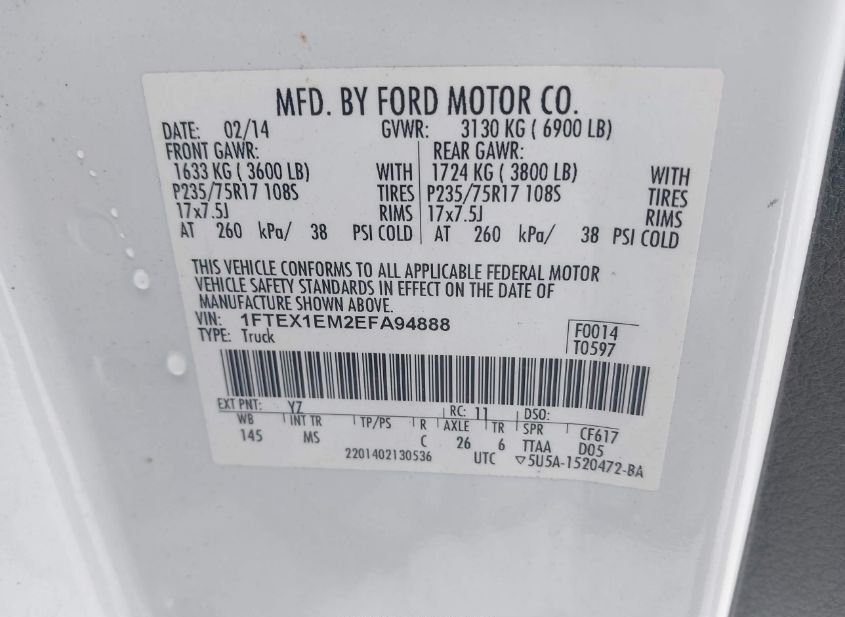 MFD. BY FORD MOTOR CO.
DATE: 02/14 GVWR: 3130 KG ( 6900 LB)
FRONT GAWR: REAR GAWR:
1633 KG ( 3600 LB) WITH 1724 KG ( 3800 LB) WITH
P235/75R17 108S TIRES P235/75R17 108S TIRES
17x7.5J RIMS 17x7.5J RIMS
AT 260 kPa/ 38 PSI COLD AT 260 kPa/ 38 PSI COLD
THIS VEHICLE CONFORMS TO ALL APPLICABLE FEDERAL MOTOR
VEHICLE SAFETY STANDARDS IN EFFECT ON THE DATE OF
MANUFACTURE SHOWN ABOVE.
VIN: 1FTEX1EM2EFA94888 F0014
TYPE: Truck T0597
EXT PNT: YZ RC: 11 DSO:
WB INT TR TP/PS R AXLE TR SPR CF617
145 MS C 26 6 TTAA D05
2201402130536 UTC ▽5U5A-1520472-BA